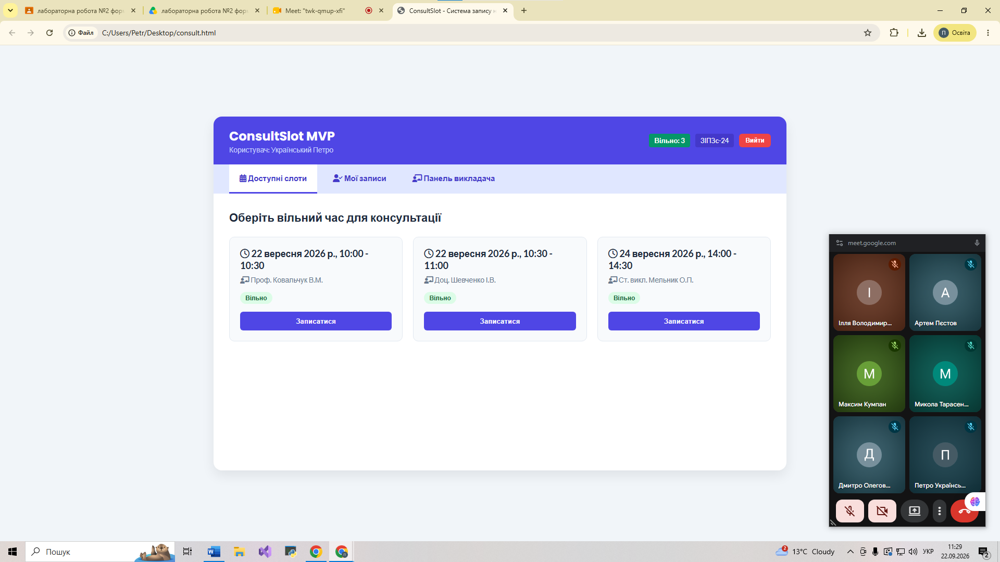 лабораторна робота №2 форм
лабораторна робота №2 форм
Meet: "twk-qmup-xfi"
ConsultSlot - Система запису н
Файл
C:/Users/Petr/Desktop/consult.html
П
Освіта
ConsultSlot MVP
Користувач: Український Петро
Вільно: 3
ЗІПЗс-24
Вийти
Доступні слоти
Мої записи
Панель викладача
Оберіть вільний час для консультації
22 вересня 2026 р., 10:00 -
10:30
Проф. Ковальчук В.М.
Вільно
Записатися
22 вересня 2026 р., 10:30 -
11:00
Доц. Шевченко І.В.
Вільно
Записатися
24 вересня 2026 р., 14:00 -
14:30
Ст. викл. Мельник О.П.
Вільно
Записатися
meet.google.com
І
Ілля Володимир...
А
Артем Пєстов
М
Максим Кумпан
М
Микола Тарасен...
Д
Дмитро Олегов...
П
Петро Українсь...
Пошук
2
13°C Cloudy
УКР
11:29
22.09.2026
2